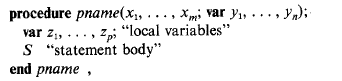 procedure pname(x₁, . . . , xₘ; var y₁, . . . , yₙ);
var z₁, . . . , zₚ; “local variables”
S “statement body”
end pname ,